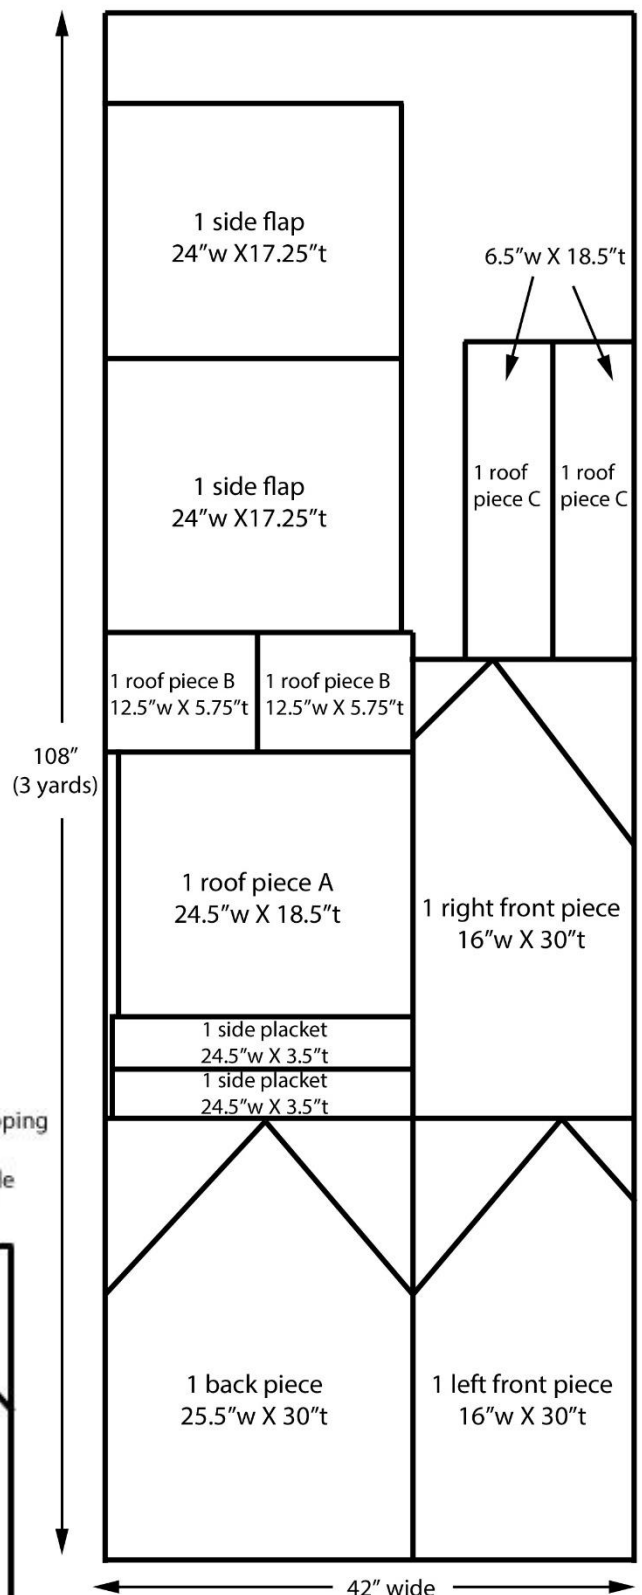 1 side flap
24"w X17.25"t
6.5"w X 18.5"t
1 side flap
24"w X17.25"t
1 roof
piece C
1 roof
piece C
1 roof piece B
12.5"w X 5.75"t
1 roof piece B
12.5"w X 5.75"t
108"
(3 yards)
1 roof piece A
24.5"w X 18.5"t
1 right front piece
16"w X 30"t
1 side placket
24.5"w X 3.5"t
1 side placket
24.5"w X 3.5"t
1 back piece
25.5"w X 30"t
1 left front piece
16"w X 30"t
42" wide